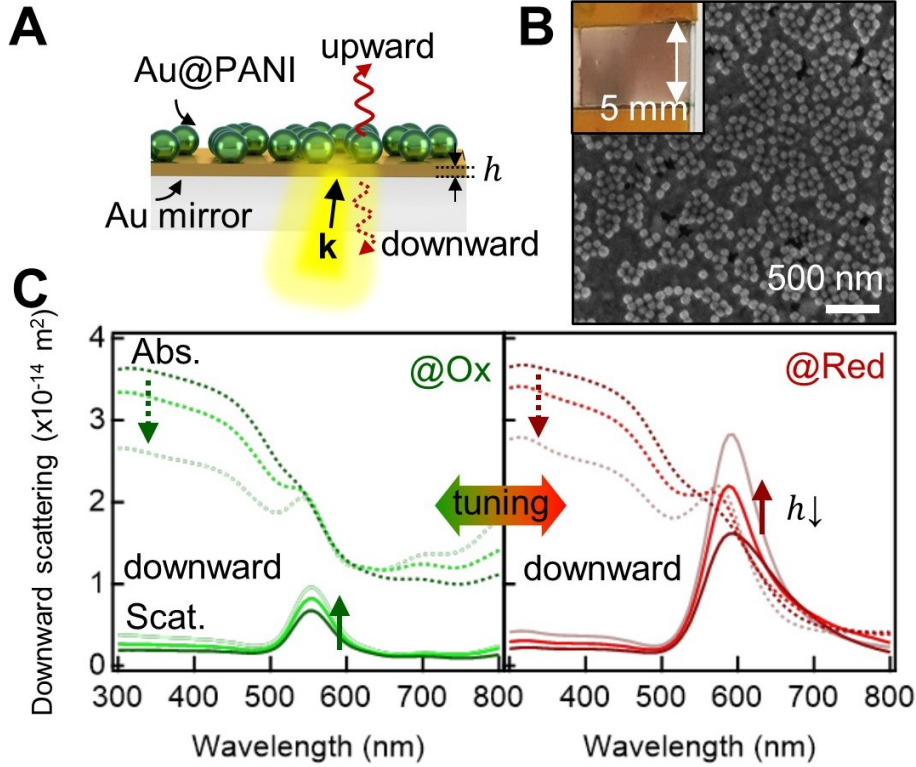 A
upward
Au@PANI
h
Au mirror
k
downward
B
5 mm
500 nm
C
Downward scattering (x10⁻¹⁴ m²)
4
3
2
1
0
Abs.
@Ox
downward
Scat.
tuning
@Red
h↓
downward
300 400 500 600 700 800
400 500 600 700 800
Wavelength (nm)
Wavelength (nm)